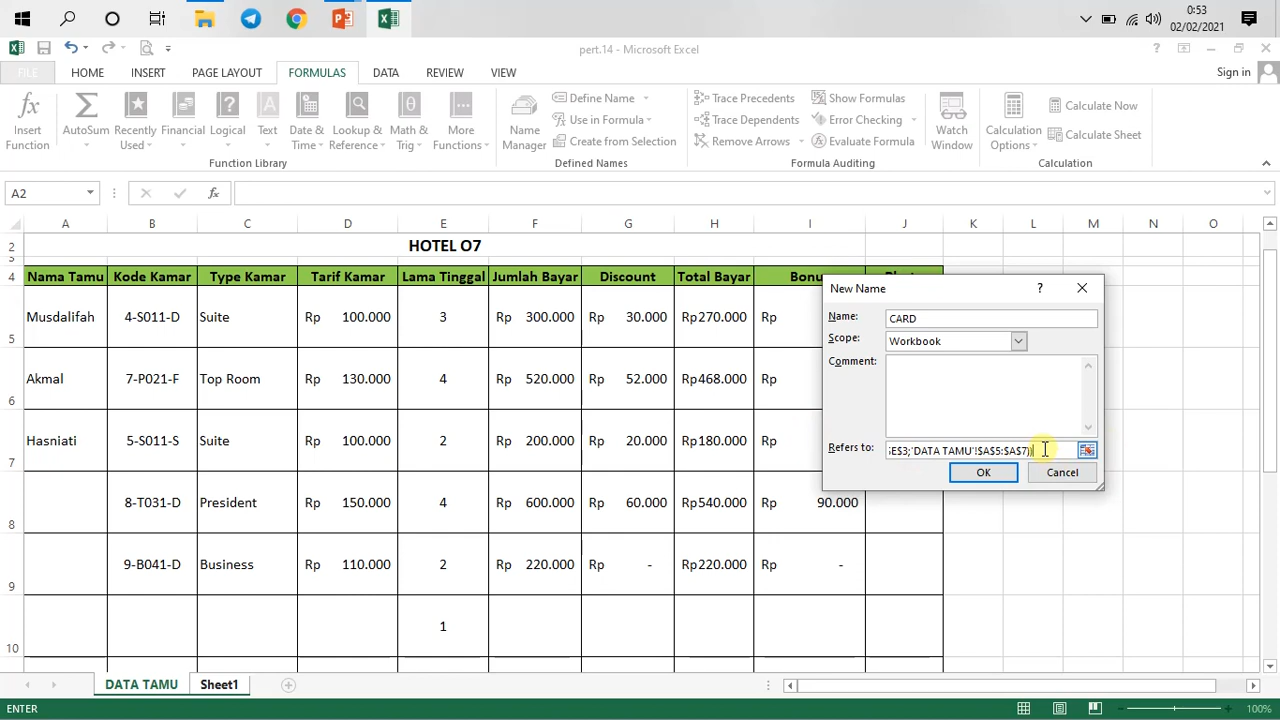 0:53
02/02/2021
pert.14 - Microsoft Excel
FILE HOME INSERT PAGE LAYOUT FORMULAS DATA REVIEW VIEW Sign in
Insert Function
AutoSum
Recently Used
Financial
Logical
Text
Date & Time
Lookup & Reference
Math & Trig
More Functions
Function Library
Name Manager
Define Name
Use in Formula
Create from Selection
Defined Names
Trace Precedents
Trace Dependents
Remove Arrows
Show Formulas
Error Checking
Evaluate Formula
Formula Auditing
Watch Window
Calculation Options
Calculate Now
Calculate Sheet
Calculation
A2
A B C D E F G H I J K L M N O
2 HOTEL O7
3
4 Nama Tamu Kode Kamar Type Kamar Tarif Kamar Lama Tinggal Jumlah Bayar Discount Total Bayar
5 Musdalifah 4-S011-D Suite Rp 100.000 3 Rp 300.000 Rp 30.000 Rp270.000 Rp
6 Akmal 7-P021-F Top Room Rp 130.000 4 Rp 520.000 Rp 52.000 Rp468.000 Rp
7 Hasniati 5-S011-S Suite Rp 100.000 2 Rp 200.000 Rp 20.000 Rp180.000 Rp
8 8-T031-D President Rp 150.000 4 Rp 600.000 Rp 60.000 Rp540.000 Rp 90.000
9 9-B041-D Business Rp 110.000 2 Rp 220.000 Rp - Rp220.000 Rp -
10 1
New Name
Name: CARD
Scope: Workbook
Comment:
Refers to: E$3;'DATA TAMU'!$A$5:$A$7))
OK Cancel
DATA TAMU Sheet1
ENTER 100%